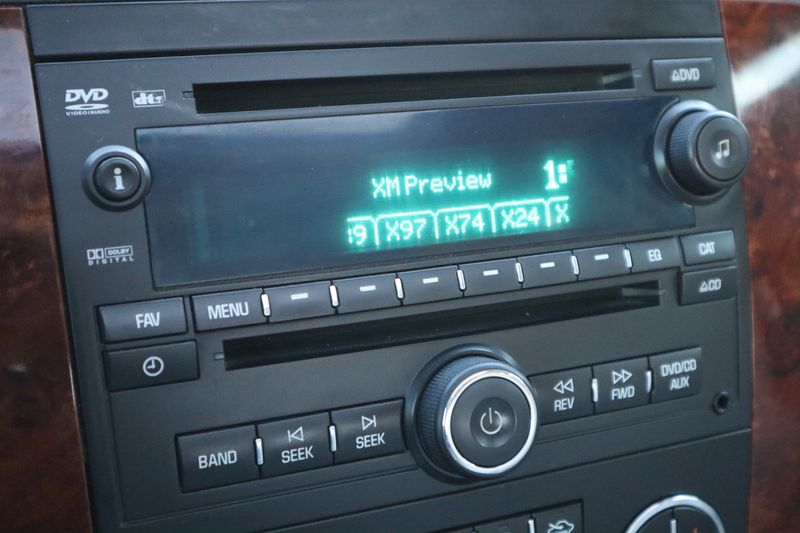 DVD
VIDEO/AUDIO
dts
DVD
i
XM Preview
1:
9 X97 X74 X24 X
DOLBY
DIGITAL
FAV
MENU
EQ
CAT
CD
BAND
SEEK
SEEK
REV
FWD
DVD/CD
AUX